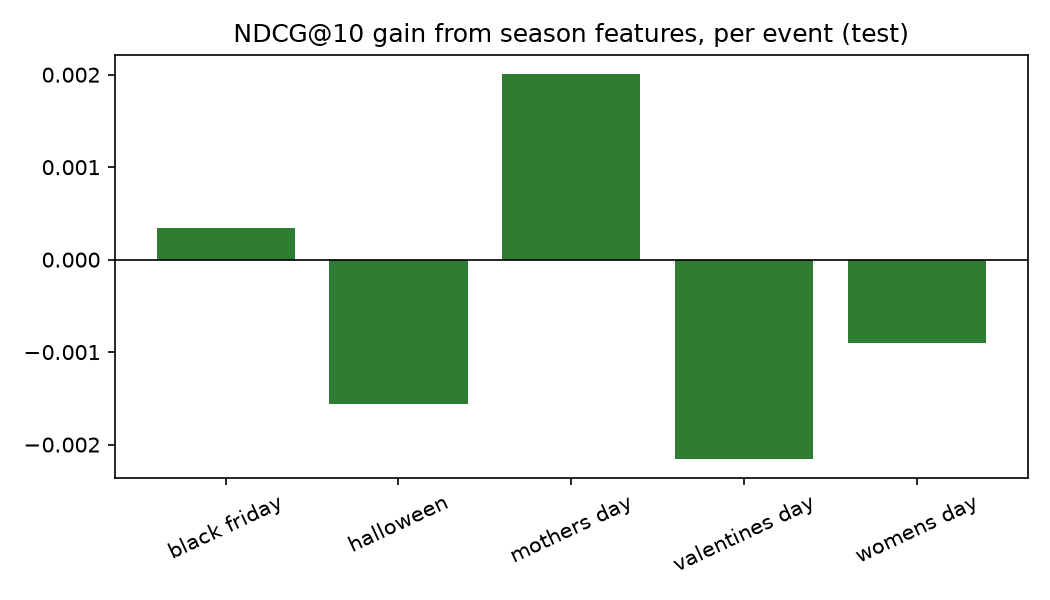 NDCG@10 gain from season features, per event (test)
0.002
0.001
0.000
−0.001
−0.002
black friday
halloween
mothers day
valentines day
womens day